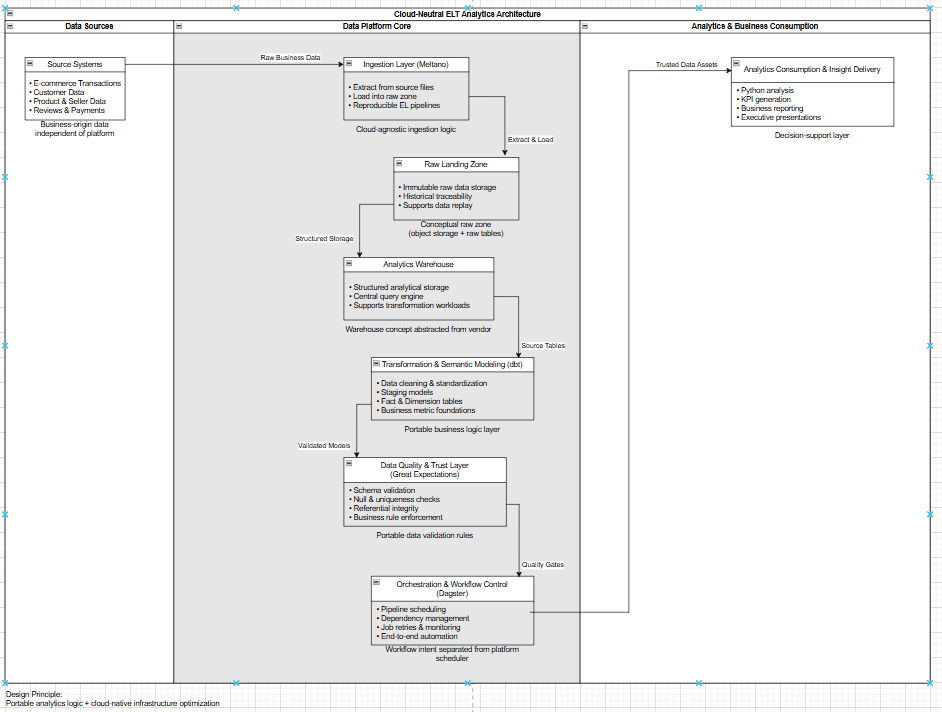 Cloud-Neutral ELT Analytics Architecture
Data Sources
Data Platform Core
Analytics & Business Consumption
Source Systems
• E-commerce Transactions
• Customer Data
• Product & Seller Data
• Reviews & Payments
Business-origin data
independent of platform
Raw Business Data
Ingestion Layer (Meltano)
• Extract from source files
• Load into raw zone
• Reproducible EL pipelines
Cloud-agnostic ingestion logic
Extract & Load
Raw Landing Zone
• Immutable raw data storage
• Historical traceability
• Supports data replay
Conceptual raw zone
(object storage + raw tables)
Structured Storage
Analytics Warehouse
• Structured analytical storage
• Central query engine
• Supports transformation workloads
Warehouse concept abstracted from vendor
Source Tables
Transformation & Semantic Modeling (dbt)
• Data cleaning & standardization
• Staging models
• Fact & Dimension tables
• Business metric foundations
Portable business logic layer
Validated Models
Data Quality & Trust Layer
(Great Expectations)
• Schema validation
• Null & uniqueness checks
• Referential integrity
• Business rule enforcement
Portable data validation rules
Quality Gates
Orchestration & Workflow Control
(Dagster)
• Pipeline scheduling
• Dependency management
• Job retries & monitoring
• End-to-end automation
Workflow intent separated from platform
scheduler
Trusted Data Assets
Analytics Consumption & Insight Delivery
• Python analysis
• KPI generation
• Business reporting
• Executive presentations
Decision-support layer
Design Principle:
Portable analytics logic + cloud-native infrastructure optimization